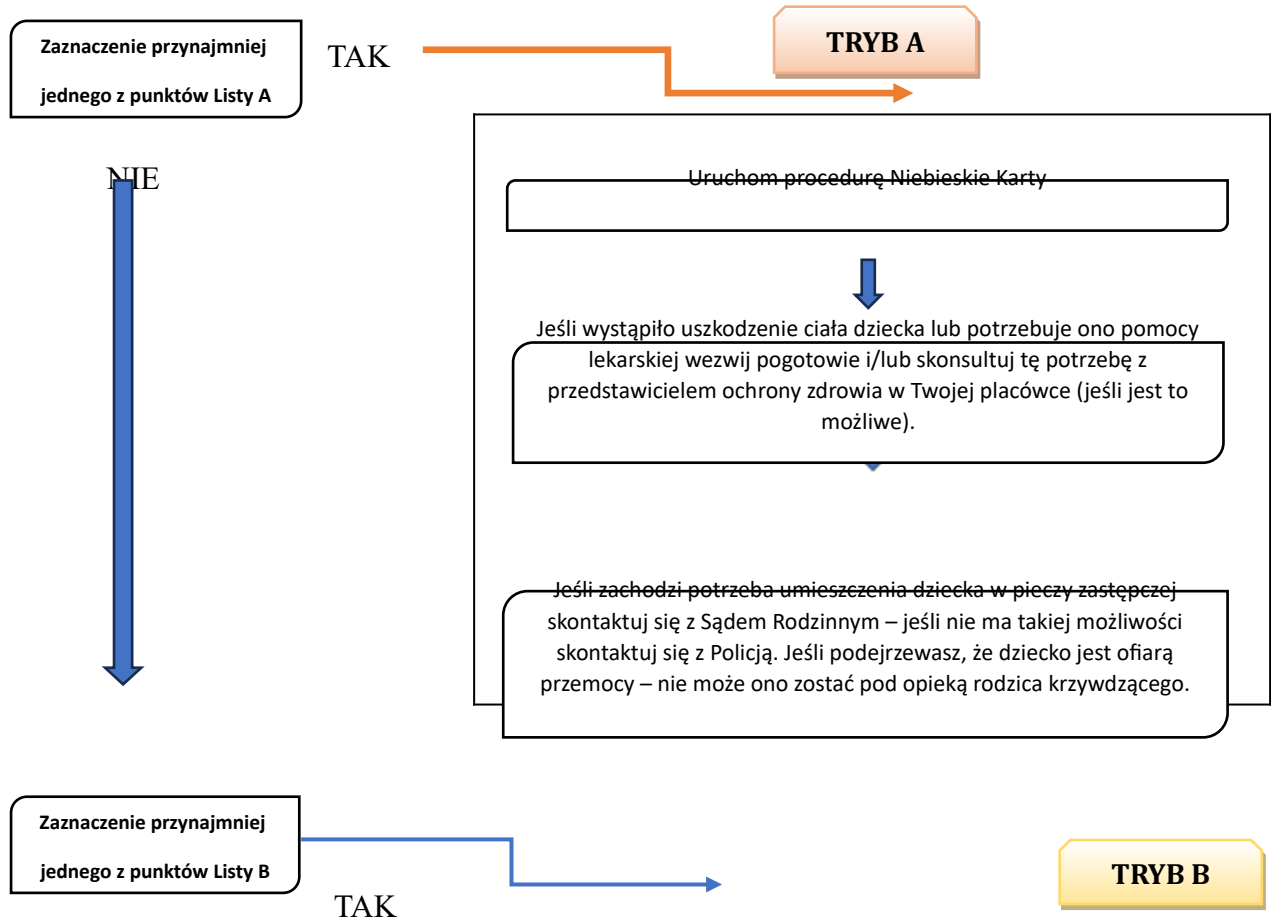 Zaznaczenie przynajmniej
jednego z punktów Listy A
TAK
TRYB A
NIE
Uruchom procedurę Niebieskie Karty
Jeśli wystąpiło uszkodzenie ciała dziecka lub potrzebuje ono pomocy
lekarskiej wezwij pogotowie i/lub skonsultuj tę potrzebę z
przedstawicielem ochrony zdrowia w Twojej placówce (jeśli jest to
możliwe).
Jeśli zachodzi potrzeba umieszczenia dziecka w pieczy zastępczej
skontaktuj się z Sądem Rodzinnym – jeśli nie ma takiej możliwości
skontaktuj się z Policją. Jeśli podejrzewasz, że dziecko jest ofiarą
przemocy – nie może ono zostać pod opieką rodzica krzywdzącego.
Zaznaczenie przynajmniej
jednego z punktów Listy B
TAK
TRYB B